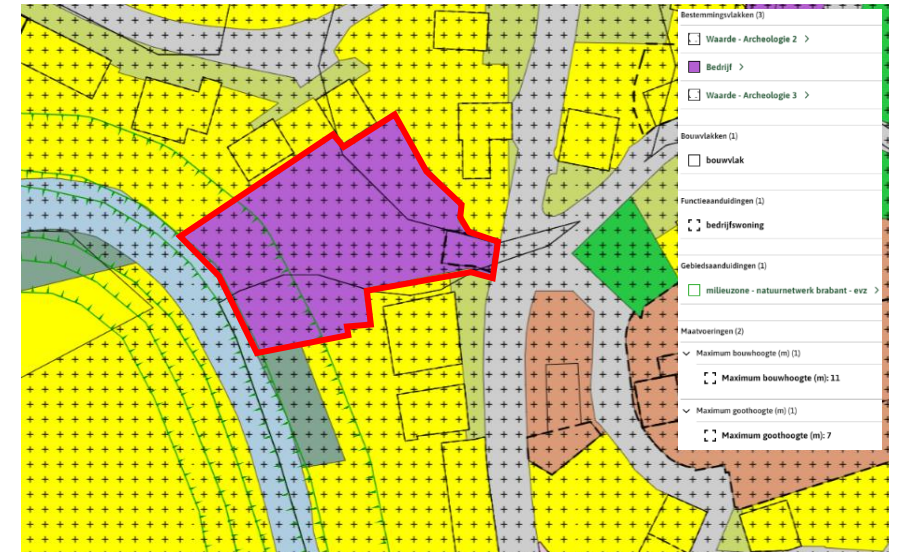 Bestemmingsvlakken (3)
Waarde - Archeologie 2
Bedrijf
Waarde - Archeologie 3
Bouwvlakken (1)
bouwvlak
Functieaanduidingen (1)
bedrijfswoning
Gebiedsaanduidingen (1)
milieuzone - natuurnetwerk brabant - evz
Maatvoeringen (2)
Maximum bouwhoogte (m) (1)
Maximum bouwhoogte (m): 11
Maximum goothoogte (m) (1)
Maximum goothoogte (m): 7